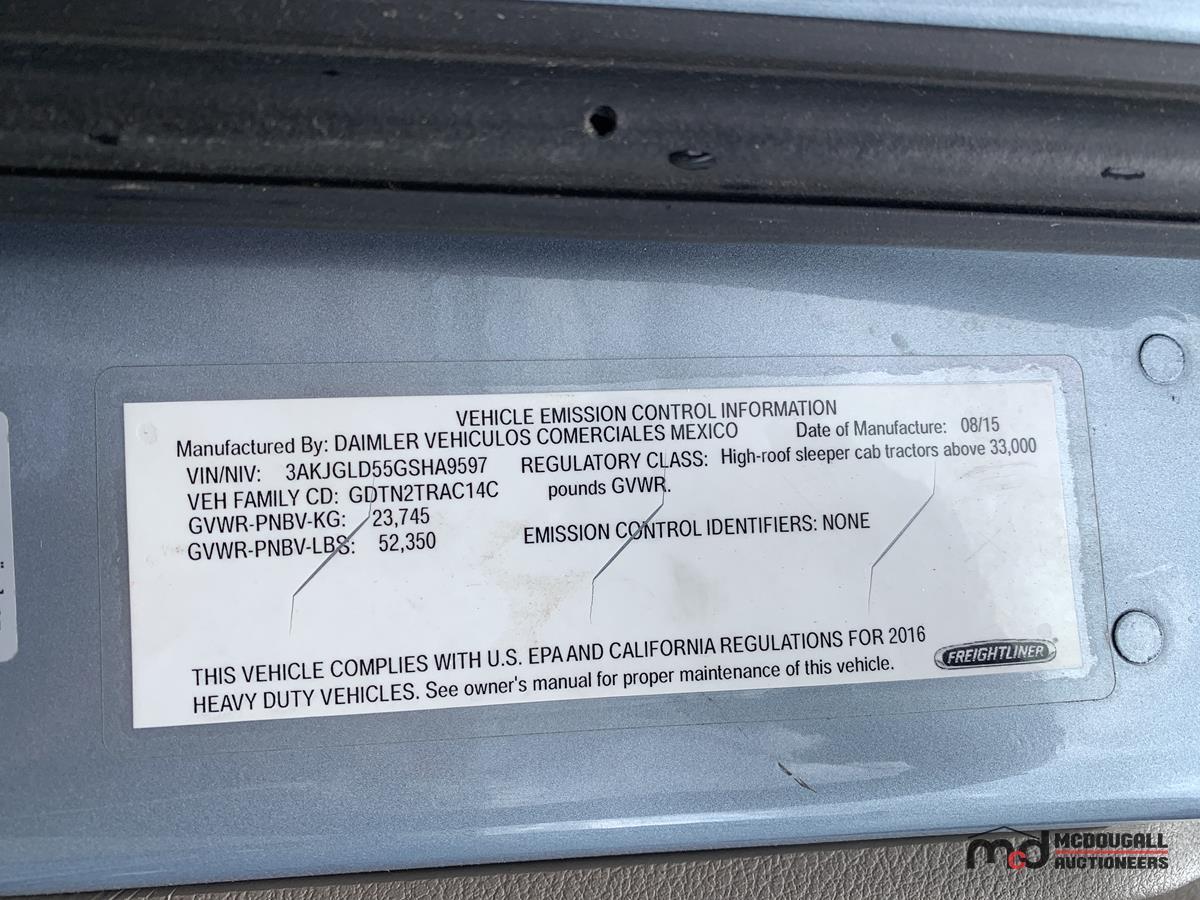 VEHICLE EMISSION CONTROL INFORMATION
Manufactured By: DAIMLER VEHICULOS COMERCIALES MEXICO Date of Manufacture: 08/15
VIN/NIV: 3AKJGLD55GSHA9597 REGULATORY CLASS: High-roof sleeper cab tractors above 33,000
VEH FAMILY CD: GDTN2TRAC14C pounds GVWR.
GVWR-PNBV-KG: 23,745
GVWR-PNBV-LBS: 52,350 EMISSION CONTROL IDENTIFIERS: NONE
THIS VEHICLE COMPLIES WITH U.S. EPA AND CALIFORNIA REGULATIONS FOR 2016
HEAVY DUTY VEHICLES. See owner's manual for proper maintenance of this vehicle.
FREIGHTLINER
mcd MCDOUGALL
AUCTIONEERS